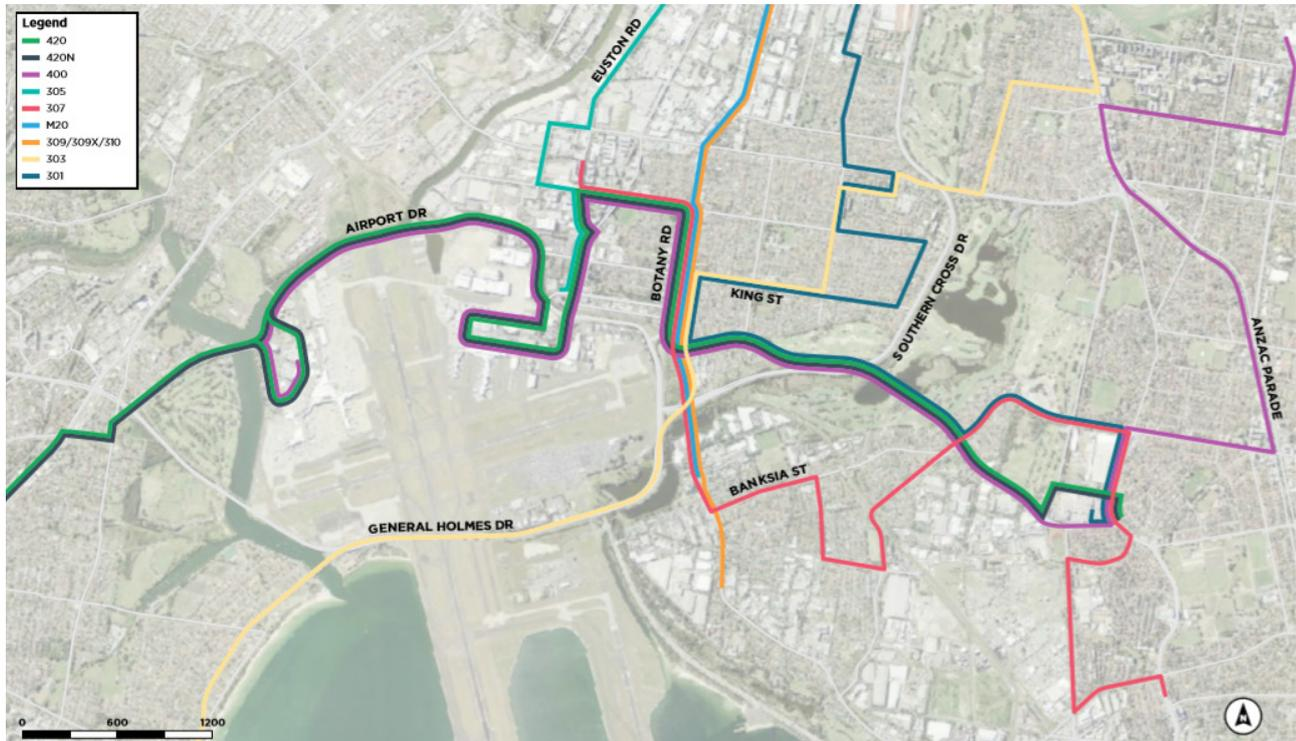 Legend
420
420N
400
305
307
M20
309/309X/310
303
301
EUSTON RD
AIRPORT DR
BOTANY RD
KING ST
SOUTHERN CROSS DR
ANZAC PARADE
BANKSIA ST
GENERAL HOLMES DR
0 600 1200
N